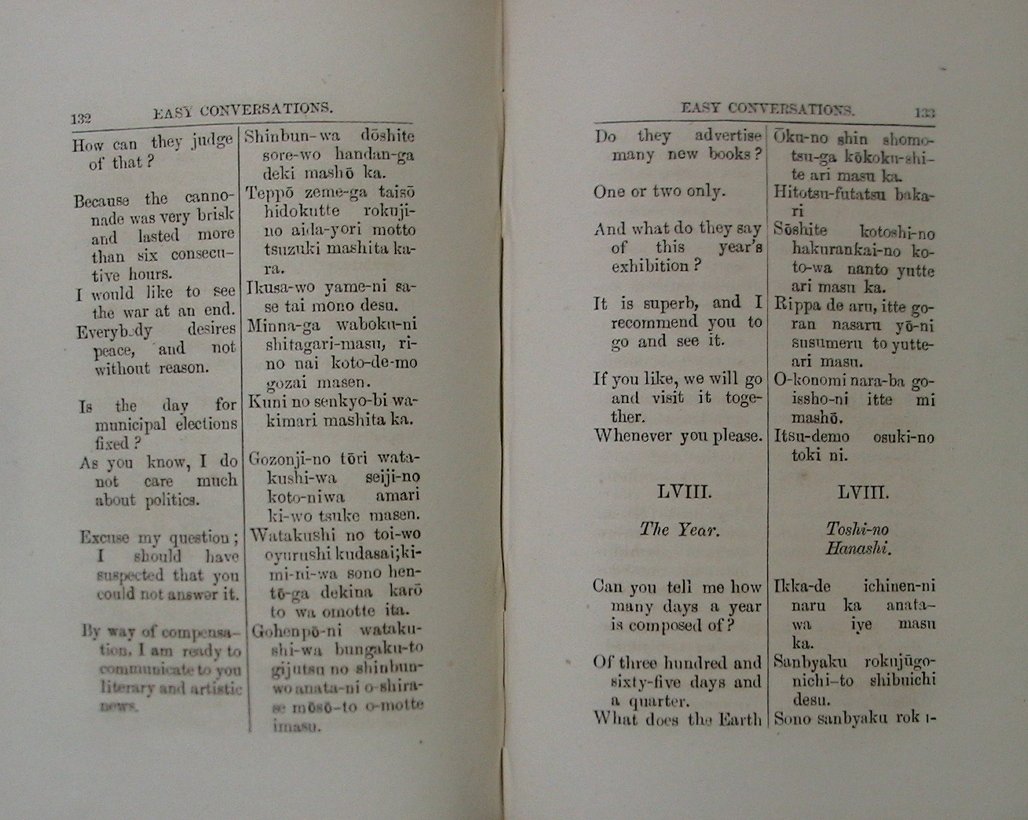 132 EASY CONVERSATIONS.
How can they judge
of that ?
Because the canno-
nade was very brisk
and lasted more
than six consecu-
tive hours.
I would like to see
the war at an end.
Everyb dy desires
peace, and not
without reason.
Is the day for
municipal elections
fixed ?
As you know, I do
not care much
about politics.
Excuse my question ;
I should have
suspected that you
could not answer it.
By way of compensa-
tion, I am ready to
communicate to you
literary and artistic
news.
Shinbun-wa dōshite
sore-wo handan-ga
deki mashō ka.
Teppō zeme-ga taisō
hidokutte rokuji-
no aida-yori motto
tsuzuki mashita ka-
ra.
Ikusa-wo yame-ni sa-
se tai mono desu.
Minna-ga waboku-ni
shitagari-masu, ri-
no nai koto-de-mo
gozai masen.
Kuni no senkyo-bi wa-
kimari mashita ka.
Gozonji-no tōri wata-
kushi-wa seiji-no
koto-niwa amari
ki-wo tsuke masen.
Watakushi no toi-wo
oyurushi kudasai;ki-
mi-ni-wa sono hen-
tō-ga dekina karō
to wa omotte ita.
Gohenpō-ni wataku-
shi-wa bungaku-to
gijutsu no shinbun-
wo anata-ni o-shira-
se mōsō-to o-motte
imasu.
EASY CONVERSATIONS. 133
Do they advertise
many new books ?
One or two only.
And what do they say
of this year's
exhibition ?
It is superb, and I
recommend you to
go and see it.
If you like, we will go
and visit it toge-
ther.
Whenever you please.
LVIII.
The Year.
Can you tell me how
many days a year
is composed of ?
Of three hundred and
sixty-five days and
a quarter.
What does the Earth
Ōku-no shin shomo-
tsu-ga kōkoku-shi-
te ari masu ka.
Hitotsu-futatsu baka-
ri
Sōshite kotoshi-no
hakurankai-no ko-
to-wa nanto yutte
ari masu ka.
Rippa de aru, itte go-
ran nasaru yō-ni
susumeru to yutte-
ari masu.
O-konomi nara-ba go-
issho-ni itte mi
mashō.
Itsu-demo osuki-no
toki ni.
LVIII.
Toshi-no
Hanashi.
Ikka-de ichinen-ni
naru ka anata-
wa iye masu
ka.
Sanbyaku rokujūgo-
nichi-to shibuichi
desu.
Sono sanbyaku rok ı-